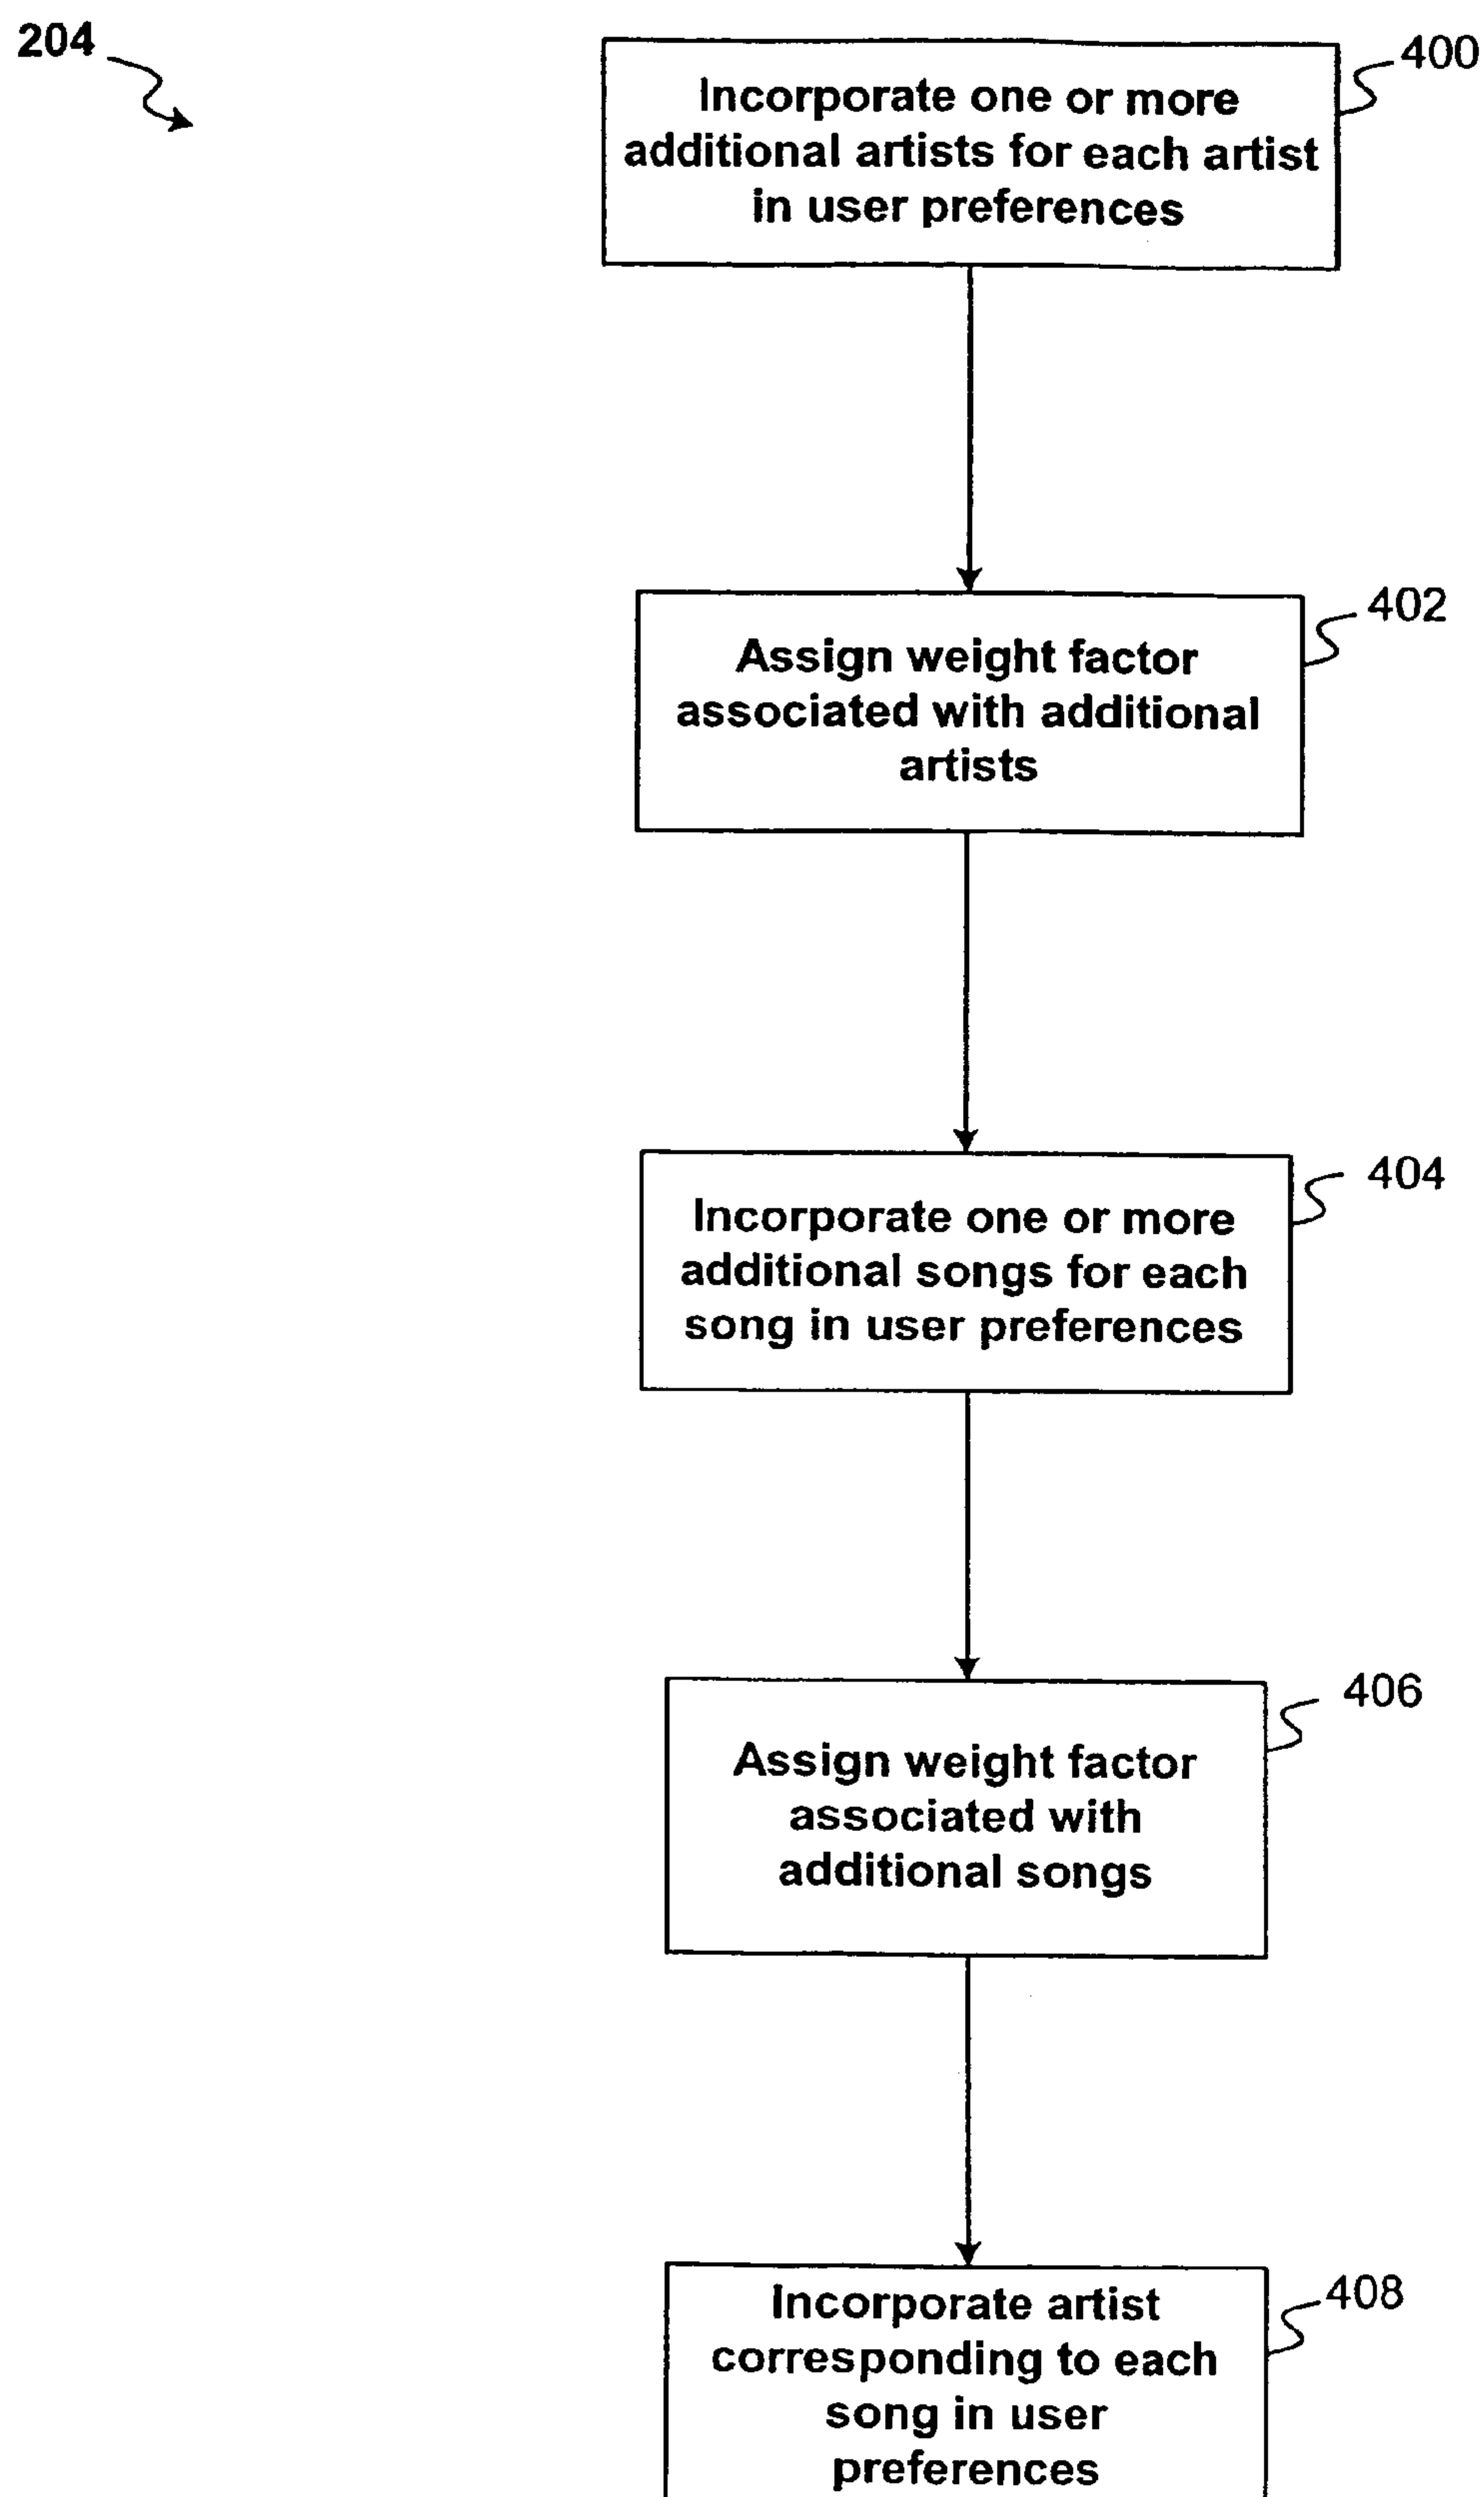 204
400
Incorporate one or more
additional artists for each artist
in user preferences
402
Assign weight factor
associated with additional
artists
404
Incorporate one or more
additional songs for each
song in user preferences
406
Assign weight factor
associated with
additional songs
408
Incorporate artist
corresponding to each
song in user
preferences